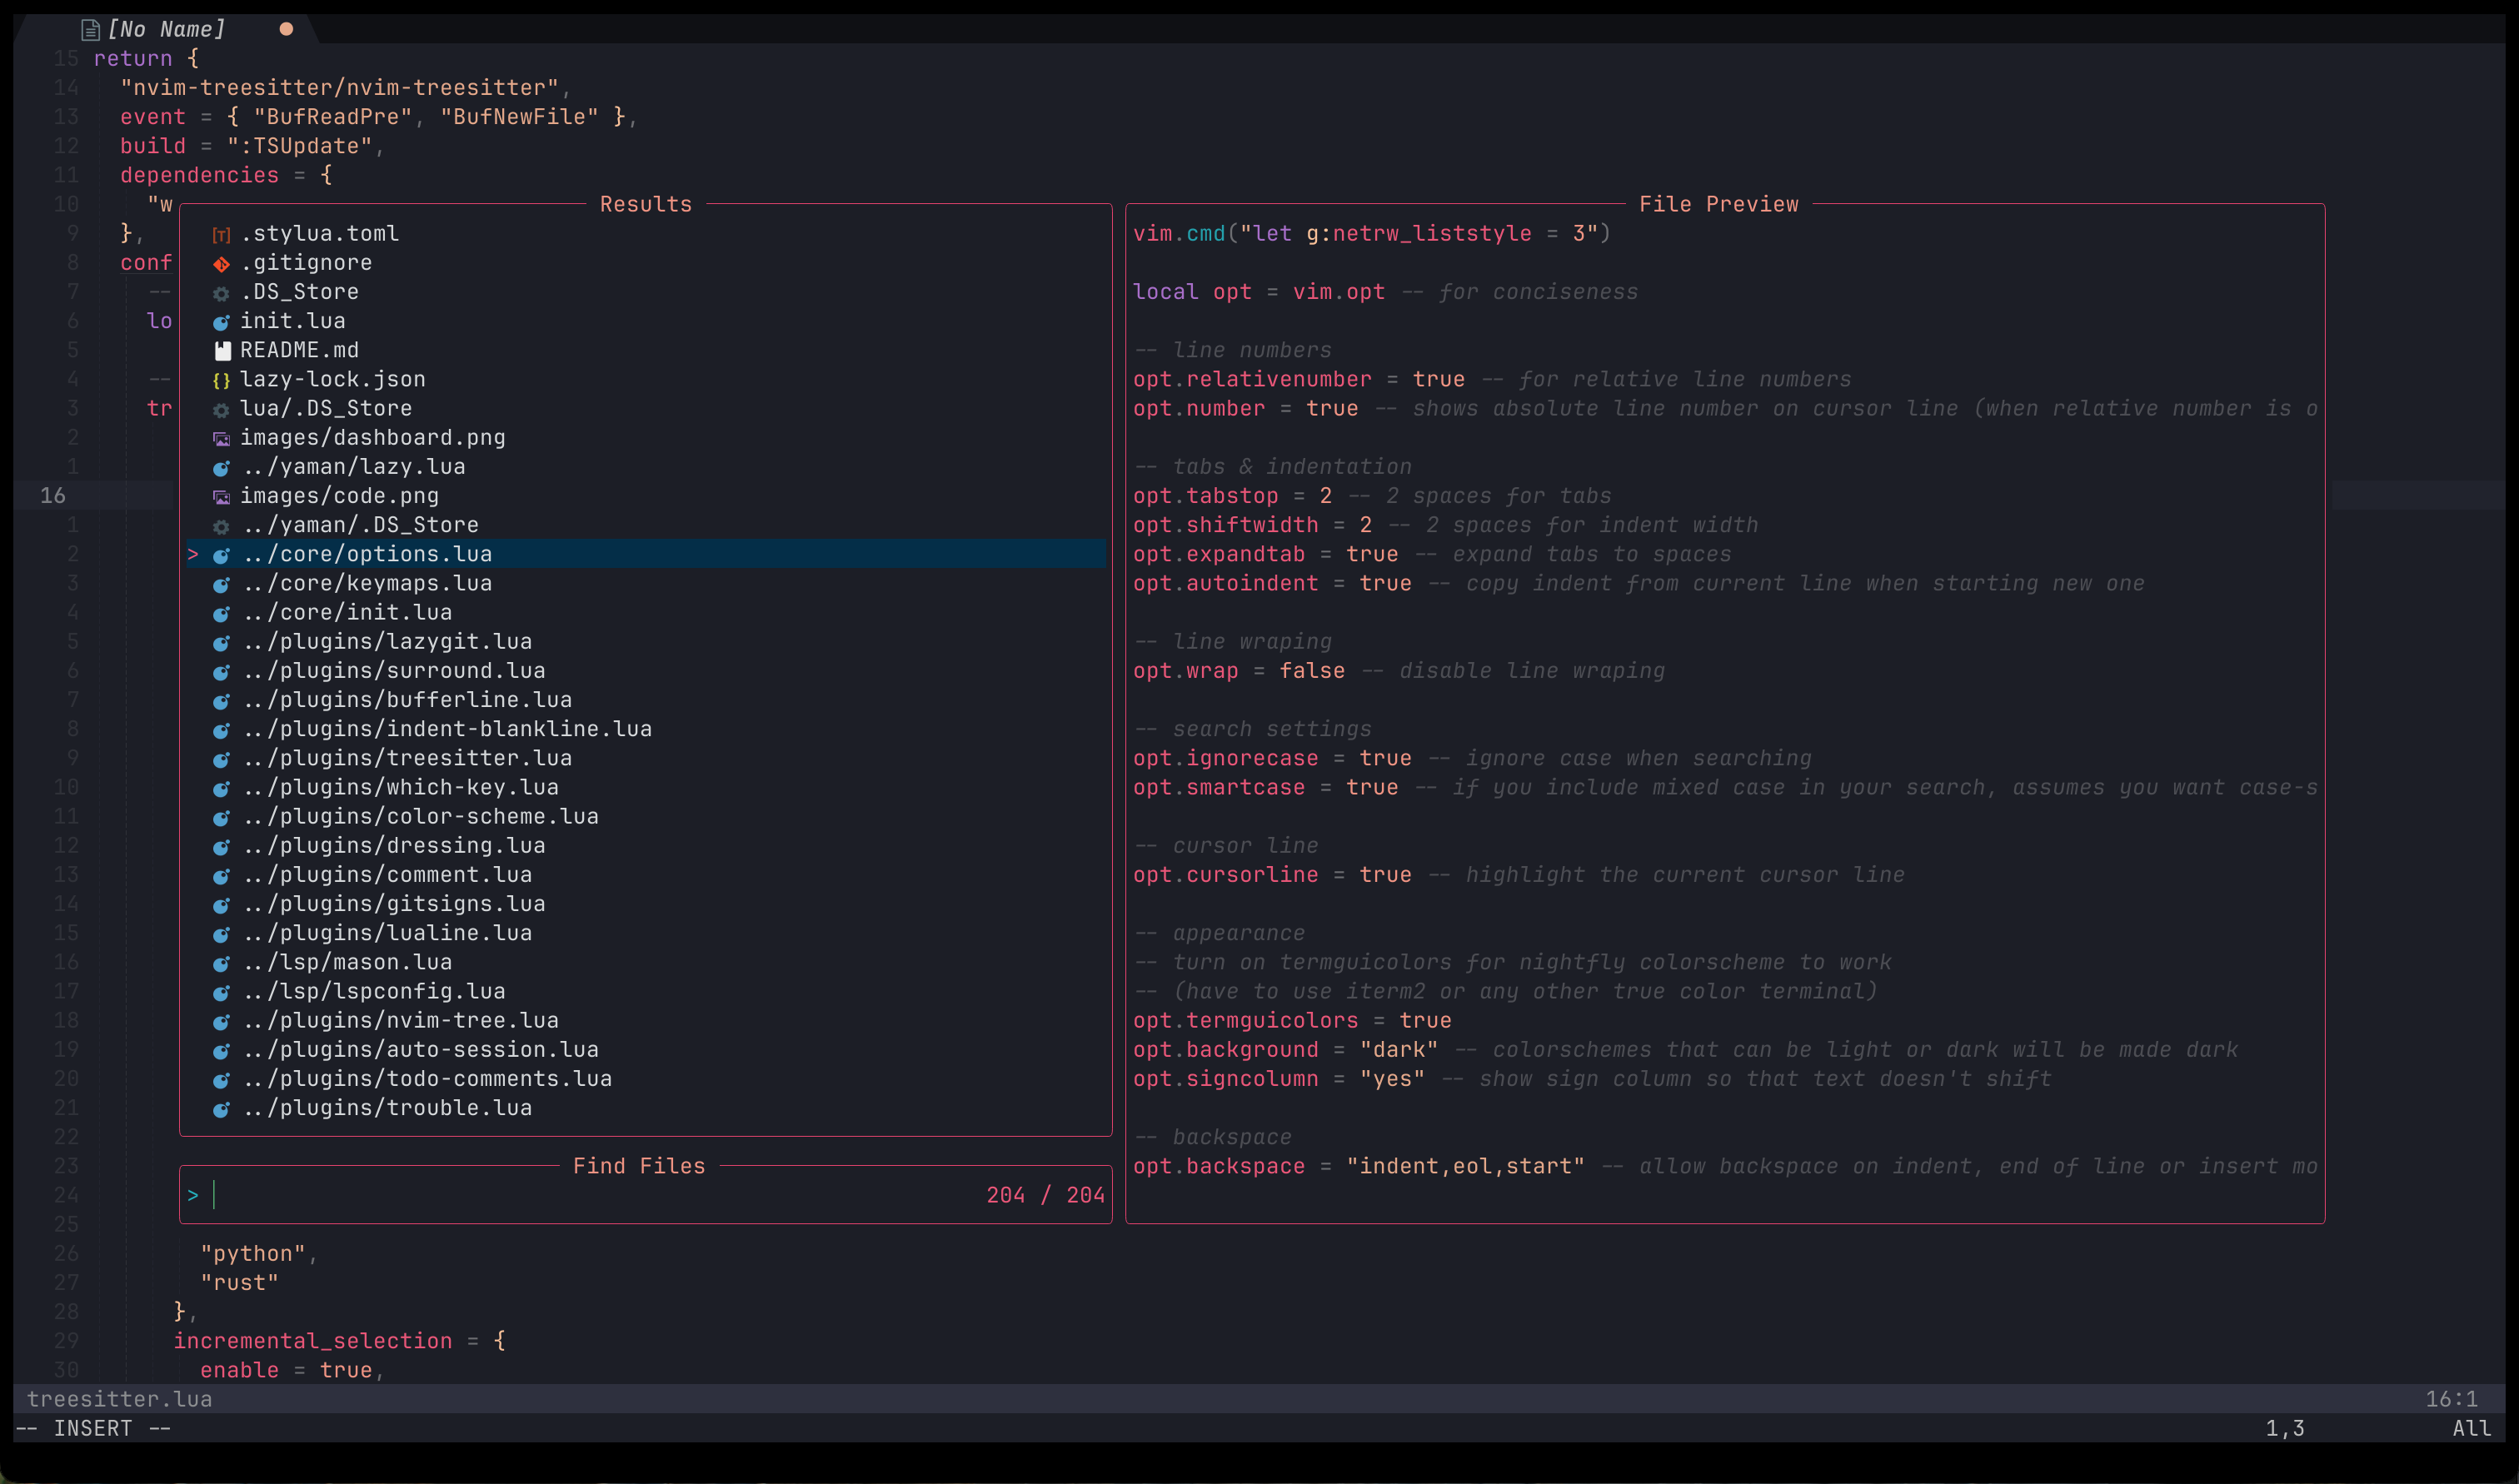 [No Name]
15 return {
14 "nvim-treesitter/nvim-treesitter",
13 event = { "BufReadPre", "BufNewFile" },
12 build = ":TSUpdate",
11 dependencies = {
10 "w
9 },
8 conf
7 --
6 lo
5
4 --
3 tr
2
1
16
1
2
3
4
5
6
7
8
9
10
11
12
13
14
15
16
17
18
19
20
21
22
23
24
25
Results
.stylua.toml
.gitignore
.DS_Store
init.lua
README.md
lazy-lock.json
lua/.DS_Store
images/dashboard.png
../yaman/lazy.lua
images/code.png
../yaman/.DS_Store
> ../core/options.lua
../core/keymaps.lua
../core/init.lua
../plugins/lazygit.lua
../plugins/surround.lua
../plugins/bufferline.lua
../plugins/indent-blankline.lua
../plugins/treesitter.lua
../plugins/which-key.lua
../plugins/color-scheme.lua
../plugins/dressing.lua
../plugins/comment.lua
../plugins/gitsigns.lua
../plugins/lualine.lua
../lsp/mason.lua
../lsp/lspconfig.lua
../plugins/nvim-tree.lua
../plugins/auto-session.lua
../plugins/todo-comments.lua
../plugins/trouble.lua
Find Files
> 204 / 204
File Preview
vim.cmd("let g:netrw_liststyle = 3")
local opt = vim.opt -- for conciseness
-- line numbers
opt.relativenumber = true -- for relative line numbers
opt.number = true -- shows absolute line number on cursor line (when relative number is o
-- tabs & indentation
opt.tabstop = 2 -- 2 spaces for tabs
opt.shiftwidth = 2 -- 2 spaces for indent width
opt.expandtab = true -- expand tabs to spaces
opt.autoindent = true -- copy indent from current line when starting new one
-- line wraping
opt.wrap = false -- disable line wraping
-- search settings
opt.ignorecase = true -- ignore case when searching
opt.smartcase = true -- if you include mixed case in your search, assumes you want case-s
-- cursor line
opt.cursorline = true -- highlight the current cursor line
-- appearance
-- turn on termguicolors for nightfly colorscheme to work
-- (have to use iterm2 or any other true color terminal)
opt.termguicolors = true
opt.background = "dark" -- colorschemes that can be light or dark will be made dark
opt.signcolumn = "yes" -- show sign column so that text doesn't shift
-- backspace
opt.backspace = "indent,eol,start" -- allow backspace on indent, end of line or insert mo
26 "python",
27 "rust"
28 },
29 incremental_selection = {
30 enable = true,
treesitter.lua 16:1
-- INSERT -- 1,3 All